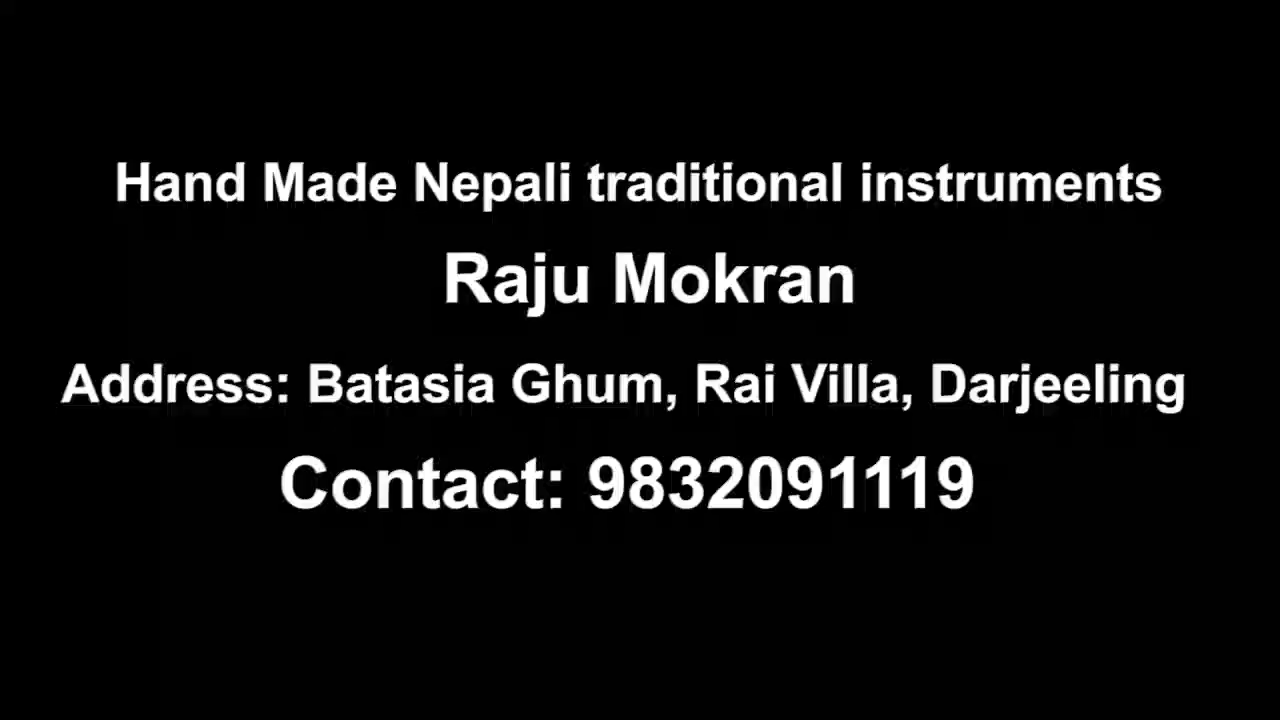 Hand Made Nepali traditional instruments
Raju Mokran
Address: Batasia Ghum, Rai Villa, Darjeeling
Contact: 9832091119